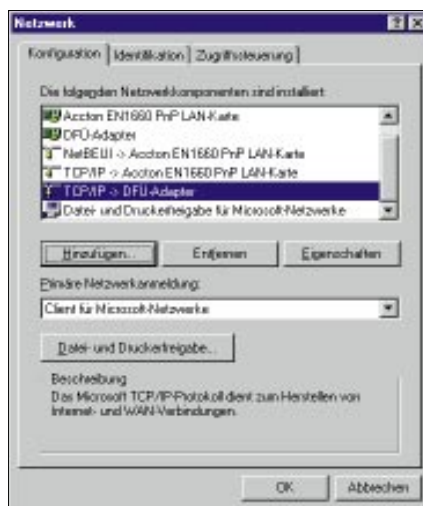 Netzwerk
Konfiguration
Identifikation
Zugriffssteuerung
Die folgenden Netzwerkkomponenten sind installiert:
Accton EN1660 PnP LAN-Karte
DFÜ-Adapter
NetBEUI -> Accton EN1660 PnP LAN-Karte
TCP/IP -> Accton EN1660 PnP LAN-Karte
TCP/IP -> DFÜ-Adapter
Datei- und Druckerfreigabe für Microsoft-Netzwerke
Hinzufügen...
Entfernen
Eigenschaften
Primäre Netzwerkanmeldung:
Client für Microsoft-Netzwerke
Datei- und Druckerfreigabe...
Beschreibung
Das Microsoft TCP/IP-Protokoll dient zum Herstellen von
Internet- und WAN-Verbindungen.
OK
Abbrechen